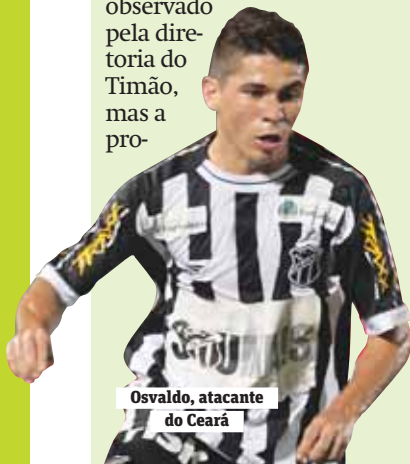 observado
pela dire-
toria do
Timão,
mas a
pro-
Osvaldo, atacante
do Ceará